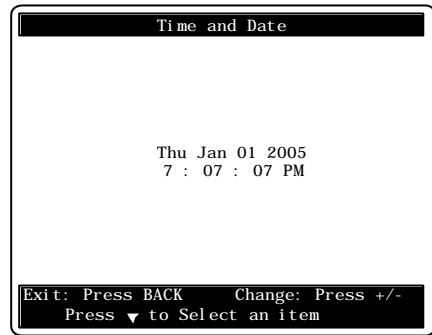 Time and Date
Thu Jan 01 2005
7 : 07 : 07 PM
Exit: Press BACK Change: Press +/-
Press ▼ to Select an item